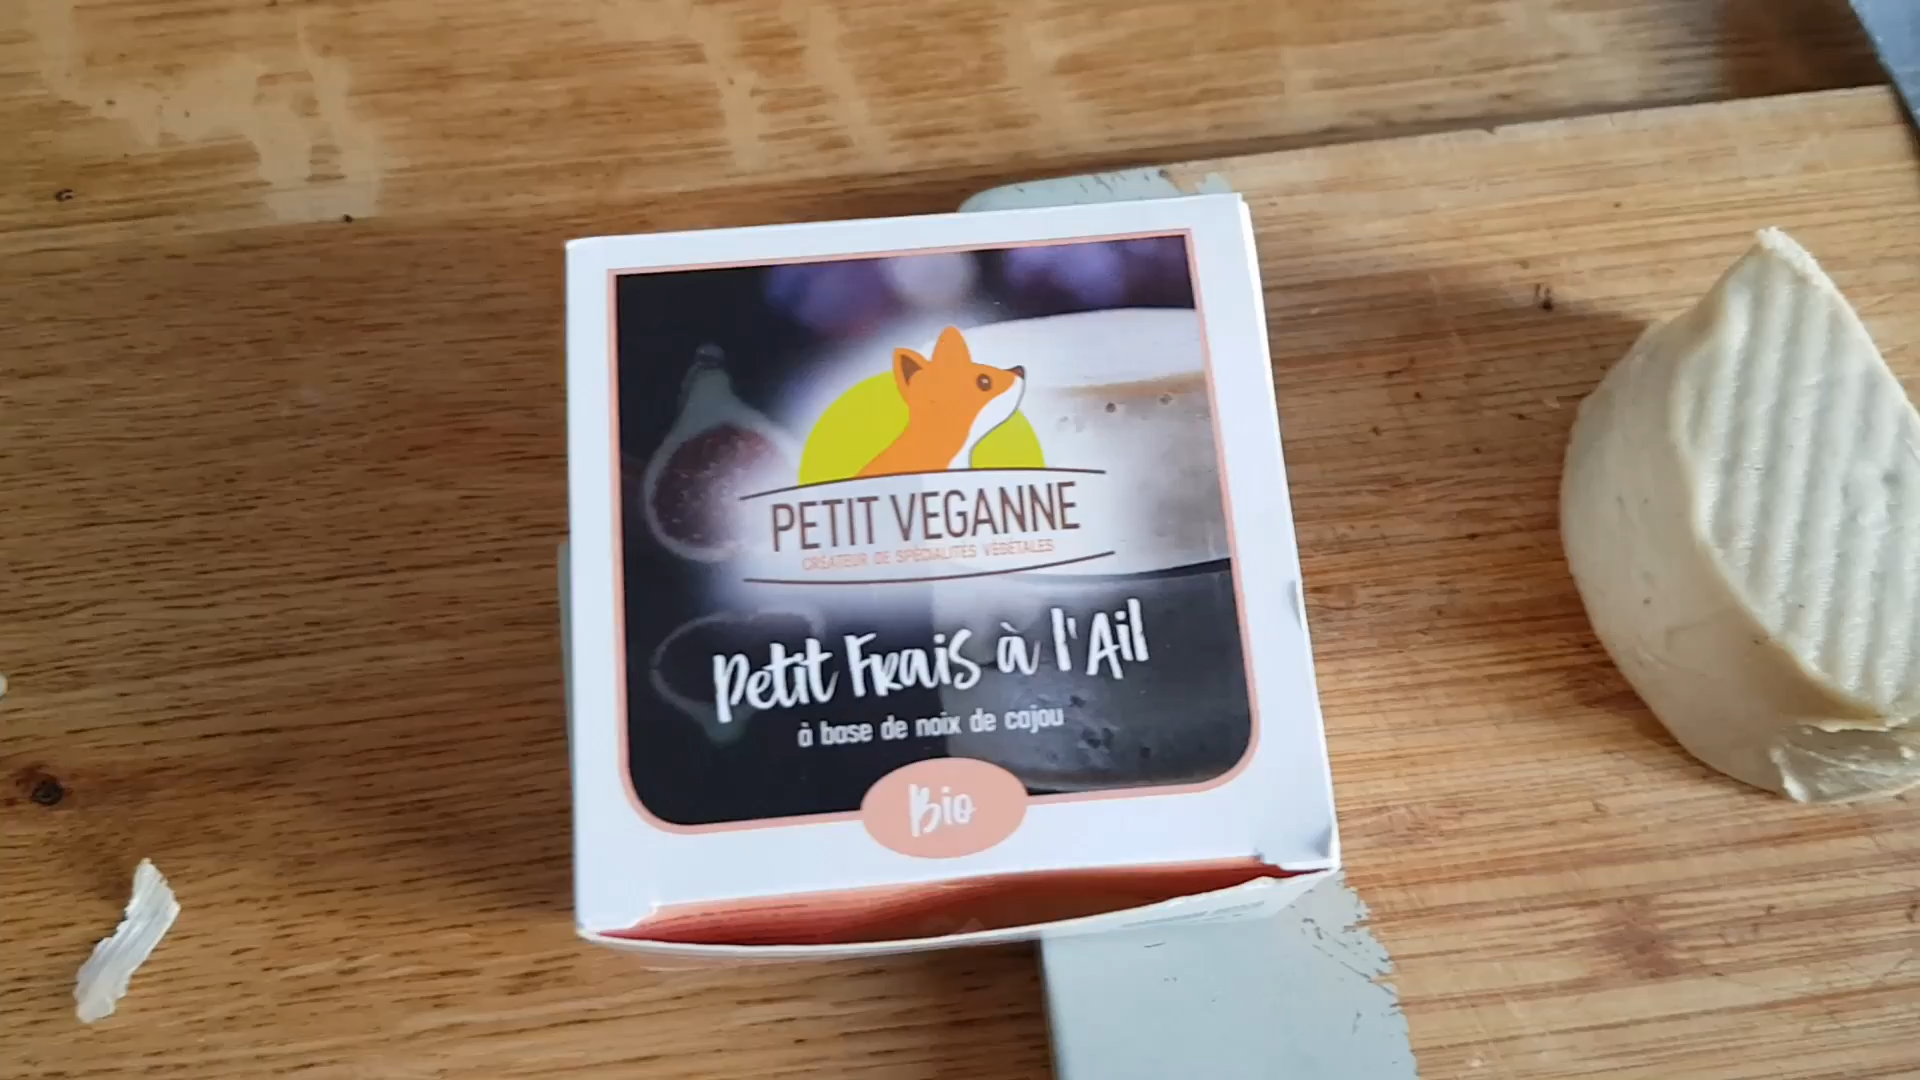 PETIT VEGANNE
CRÉATEUR DE SPÉCIALITÉS VÉGÉTALES
Petit Frais à l'Ail
à base de noix de cajou
Bio